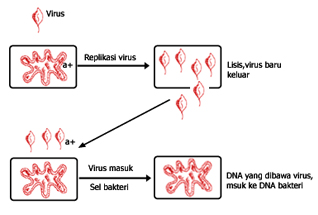 Virus
a+
Replikasi virus
Lisis,virus baru
keluar
a+
Virus masuk
Sel bakteri
DNA yang dibawa virus,
msuk ke DNA bakteri